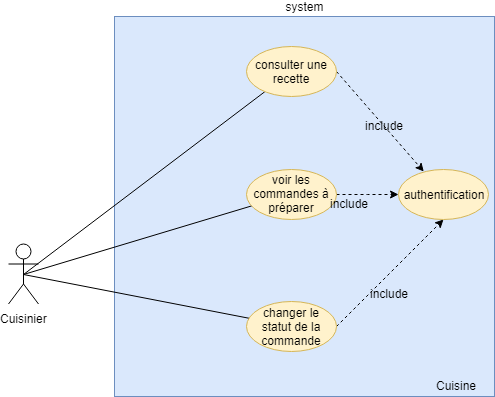 system
consulter une
recette
include
voir les
commandes à
préparer
include
authentification
include
changer le
statut de la
commande
Cuisinier
Cuisine